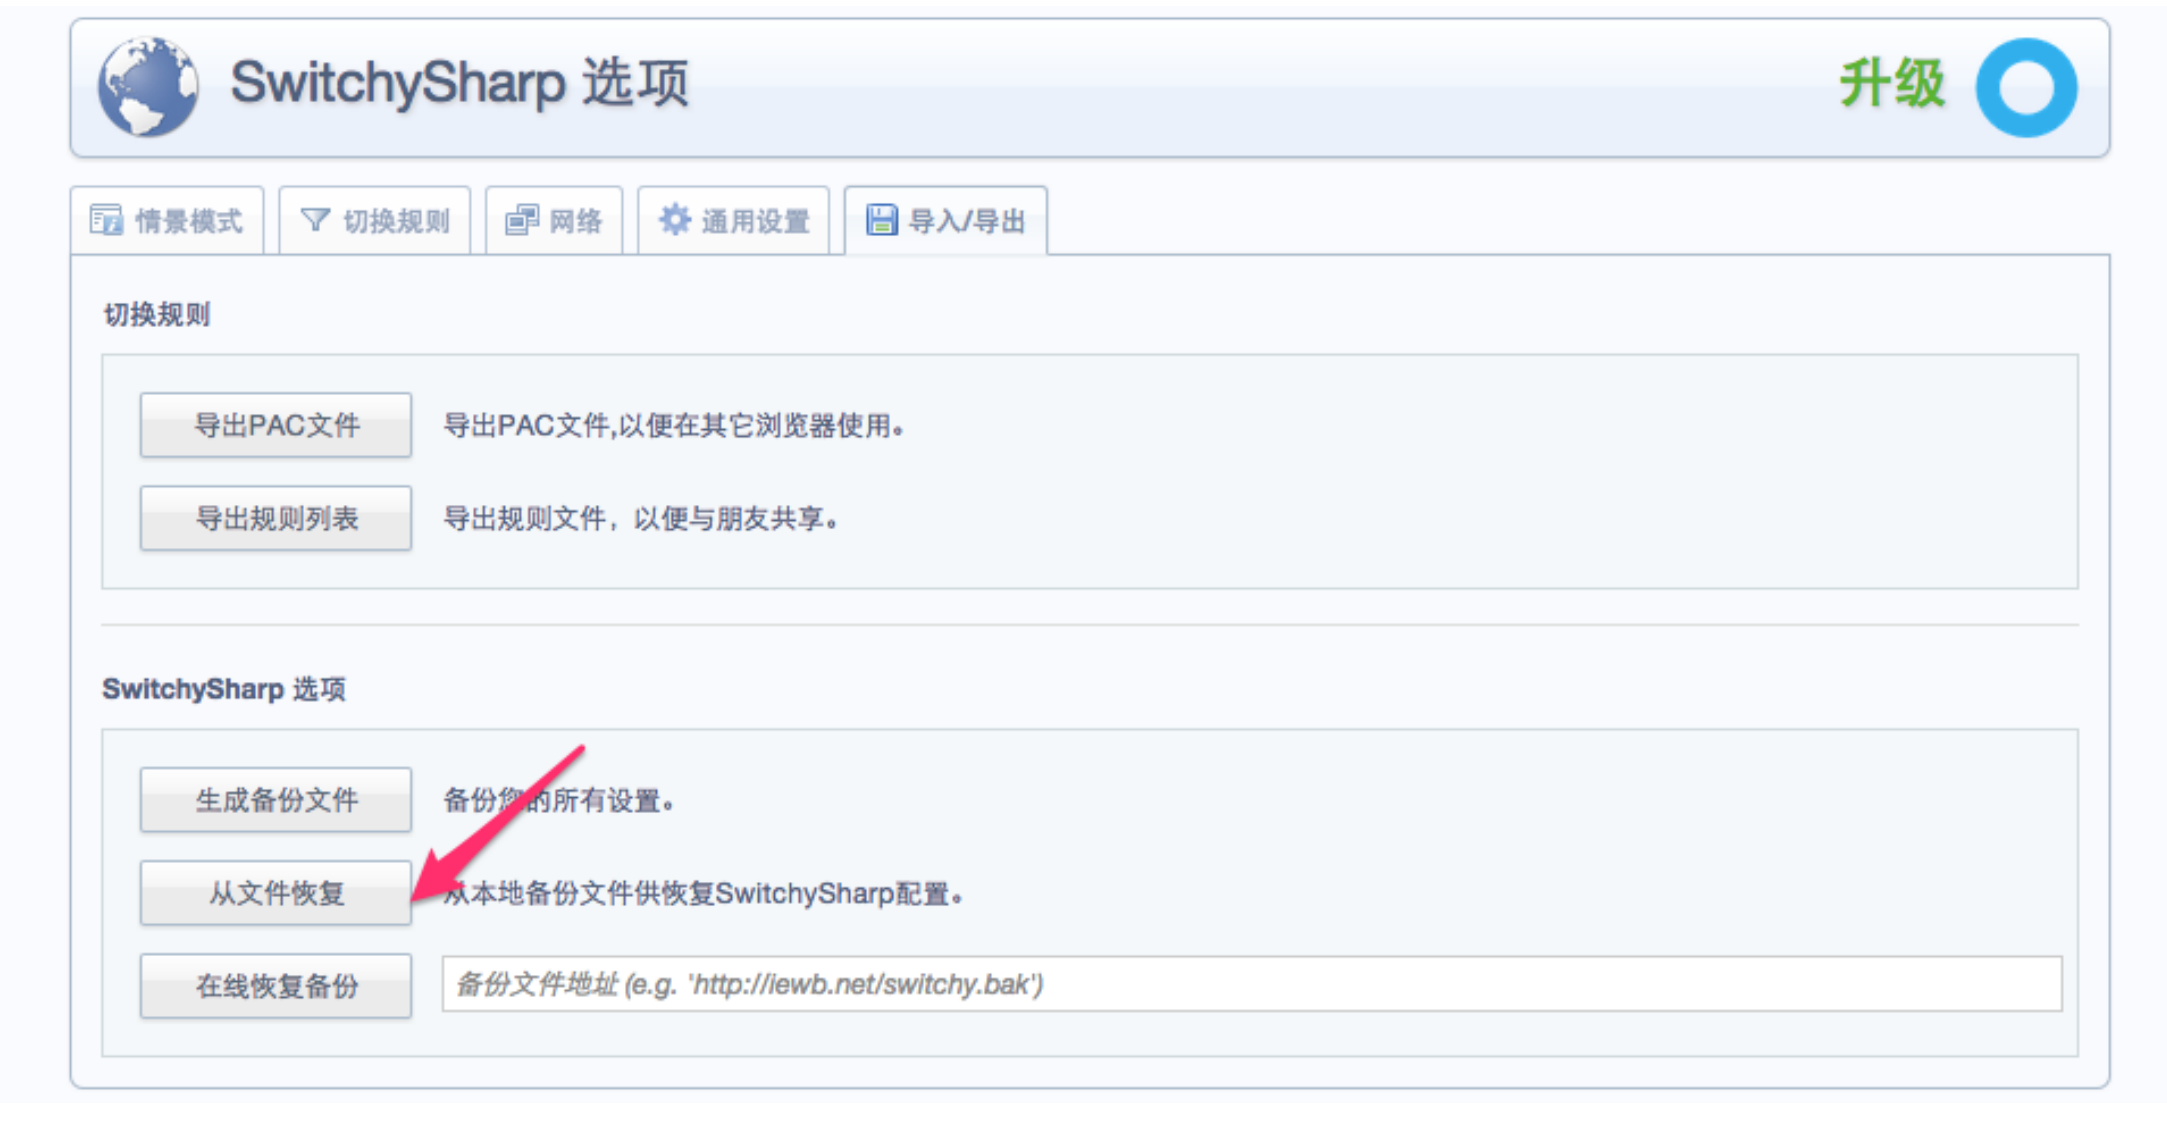 SwitchySharp 选项
升级
情景模式 切换规则 网络 通用设置 导入/导出
切换规则
导出PAC文件 导出PAC文件,以便在其它浏览器使用。
导出规则列表 导出规则文件，以便与朋友共享。
SwitchySharp 选项
生成备份文件 备份您的所有设置。
从文件恢复 从本地备份文件供恢复SwitchySharp配置。
在线恢复备份 备份文件地址 (e.g. 'http://iewb.net/switchy.bak')